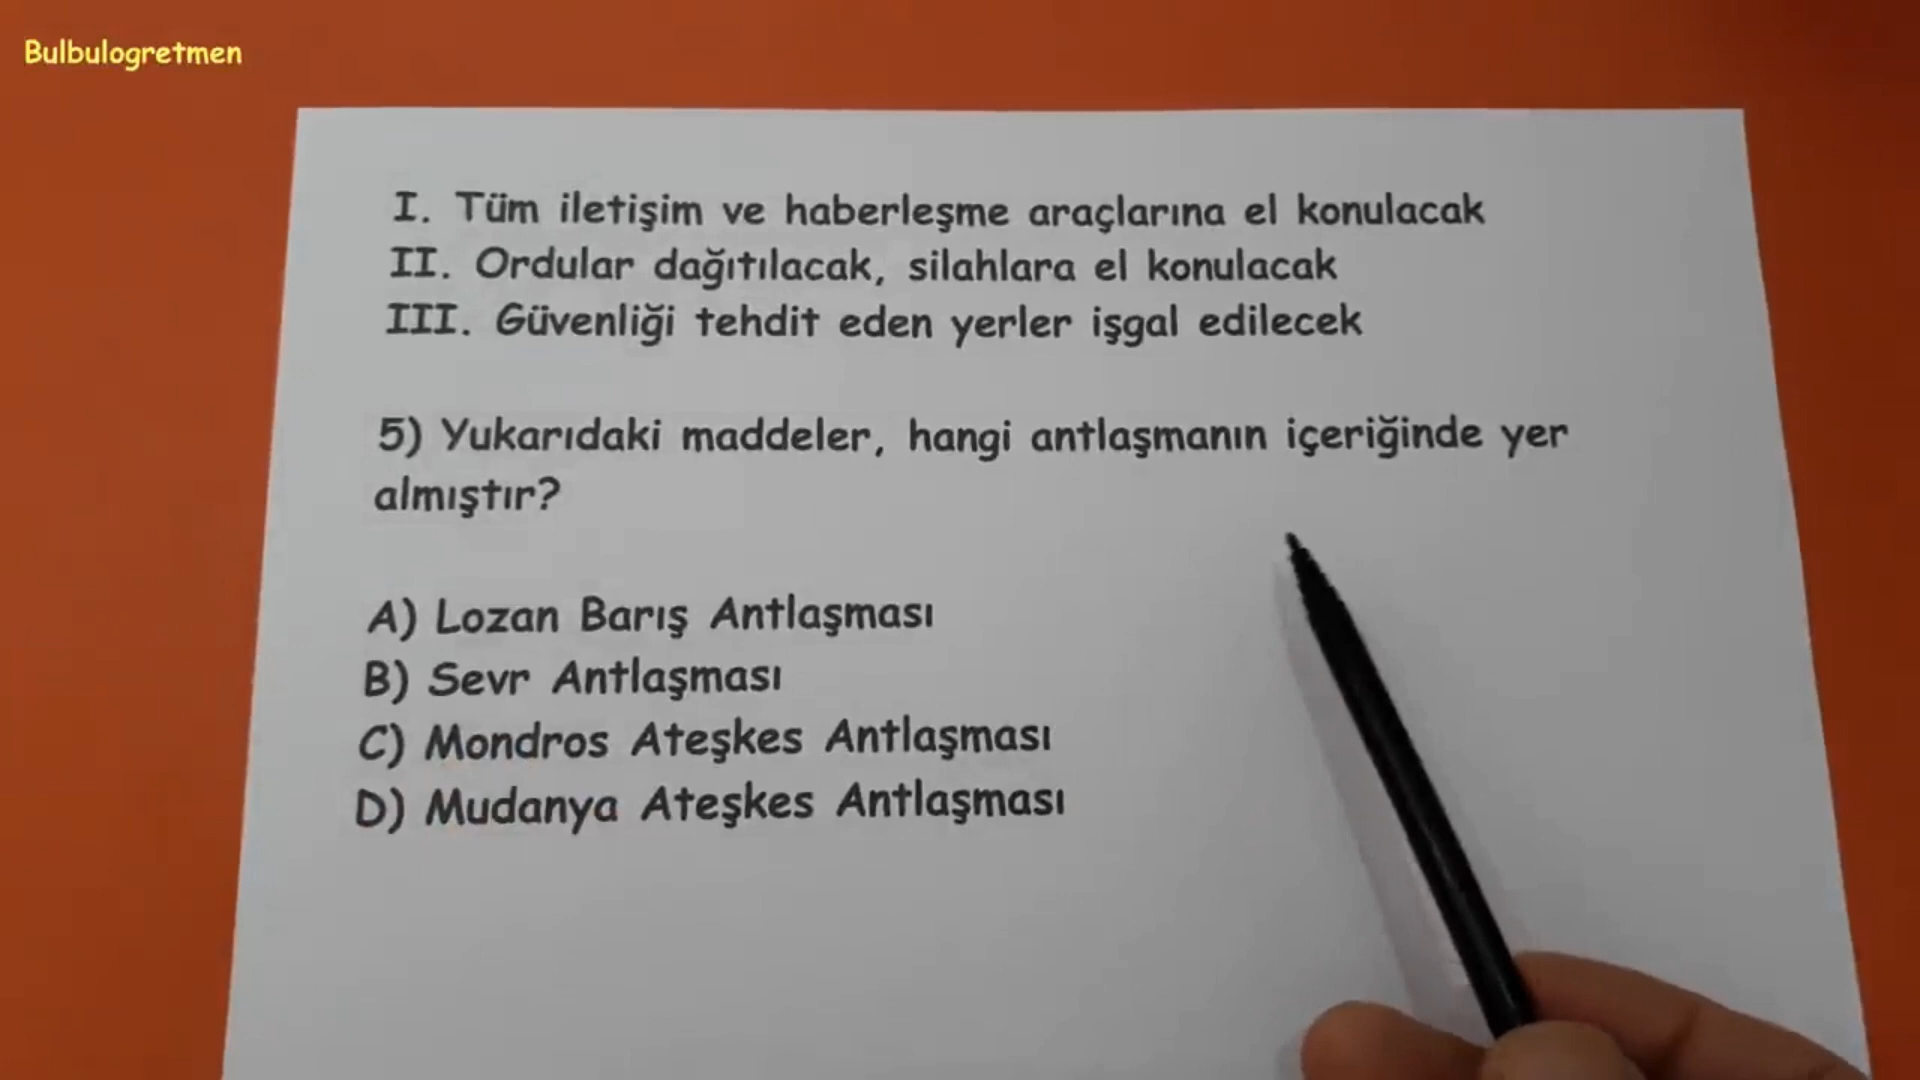 Bulbulogretmen
I. Tüm iletişim ve haberleşme araçlarına el konulacak
II. Ordular dağıtılacak, silahlara el konulacak
III. Güvenliği tehdit eden yerler işgal edilecek
5) Yukarıdaki maddeler, hangi antlaşmanın içeriğinde yer
almıştır?
A) Lozan Barış Antlaşması
B) Sevr Antlaşması
C) Mondros Ateşkes Antlaşması
D) Mudanya Ateşkes Antlaşması